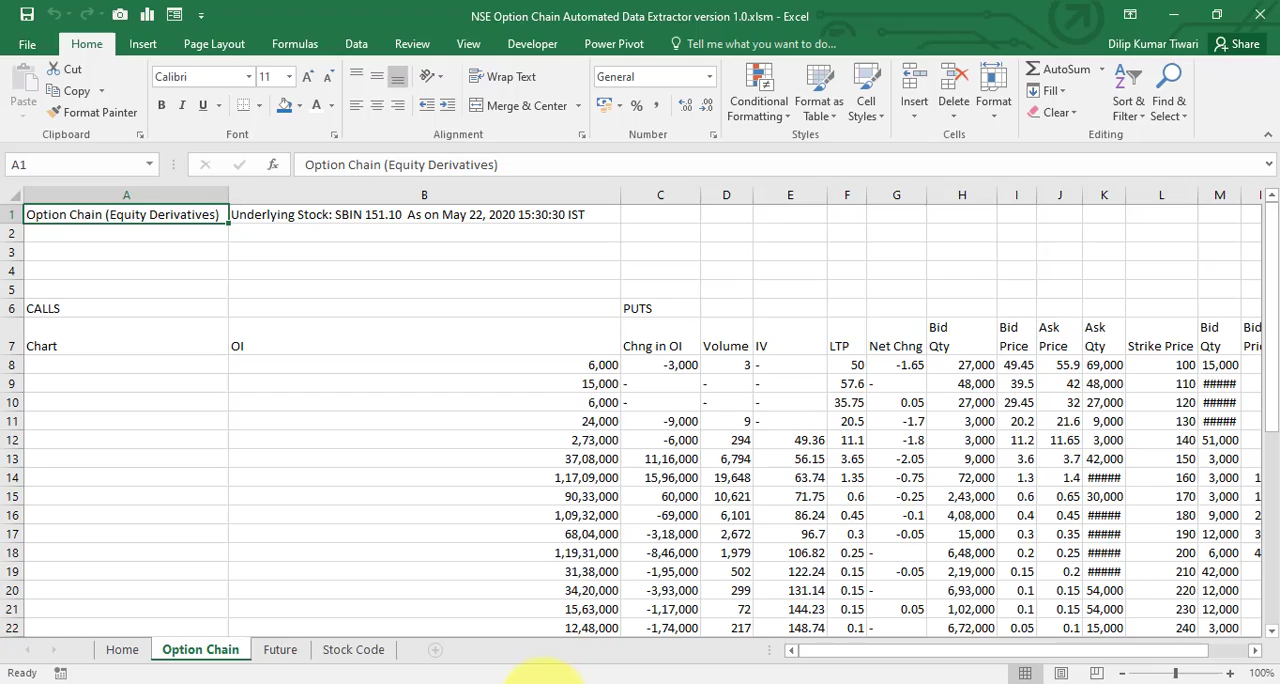 NSE Option Chain Automated Data Extractor version 1.0.xlsm - Excel
File Home Insert Page Layout Formulas Data Review View Developer Power Pivot Tell me what you want to do... Dilip Kumar Tiwari Share
Paste Cut Copy Format Painter Clipboard
Calibri 11 B I U A Font
Wrap Text Merge & Center Alignment
General % , Number
Conditional Formatting Format as Table Cell Styles Styles
Insert Delete Format Cells
AutoSum Fill Clear Sort & Filter Find & Select Editing
A1 fx Option Chain (Equity Derivatives)
A B C D E F G H I J K L M
1 Option Chain (Equity Derivatives) Underlying Stock: SBIN 151.10 As on May 22, 2020 15:30:30 IST
2
3
4
5
6 CALLS PUTS
7 Chart OI Chng in OI Volume IV LTP Net Chng Bid Qty Bid Price Ask Price Ask Qty Strike Price Bid Qty
8 6,000 -3,000 3 - 50 -1.65 27,000 49.45 55.9 69,000 100 15,000
9 15,000 - - - 57.6 - 48,000 39.5 42 48,000 110 #####
10 6,000 - - - 35.75 0.05 27,000 29.45 32 27,000 120 #####
11 24,000 -9,000 9 - 20.5 -1.7 3,000 20.2 21.6 9,000 130 #####
12 2,73,000 -6,000 294 49.36 11.1 -1.8 3,000 11.2 11.65 3,000 140 51,000
13 37,08,000 11,16,000 6,794 56.15 3.65 -2.05 9,000 3.6 3.7 42,000 150 3,000
14 1,17,09,000 15,96,000 19,648 63.74 1.35 -0.75 72,000 1.3 1.4 ##### 160 3,000
15 90,33,000 60,000 10,621 71.75 0.6 -0.25 2,43,000 0.6 0.65 30,000 170 3,000
16 1,09,32,000 -69,000 6,101 86.24 0.45 -0.1 4,08,000 0.4 0.45 ##### 180 9,000
17 68,04,000 -3,18,000 2,672 96.7 0.3 -0.05 15,000 0.3 0.35 ##### 190 12,000
18 1,19,31,000 -8,46,000 1,979 106.82 0.25 - 6,48,000 0.2 0.25 ##### 200 6,000
19 31,38,000 -1,95,000 502 122.24 0.15 -0.05 2,19,000 0.15 0.2 ##### 210 42,000
20 34,20,000 -3,93,000 299 131.14 0.15 - 6,93,000 0.1 0.15 54,000 220 12,000
21 15,63,000 -1,17,000 72 144.23 0.15 0.05 1,02,000 0.1 0.15 54,000 230 12,000
22 12,48,000 -1,74,000 217 148.74 0.1 - 6,72,000 0.05 0.1 15,000 240 3,000
Home Option Chain Future Stock Code
Ready 100%